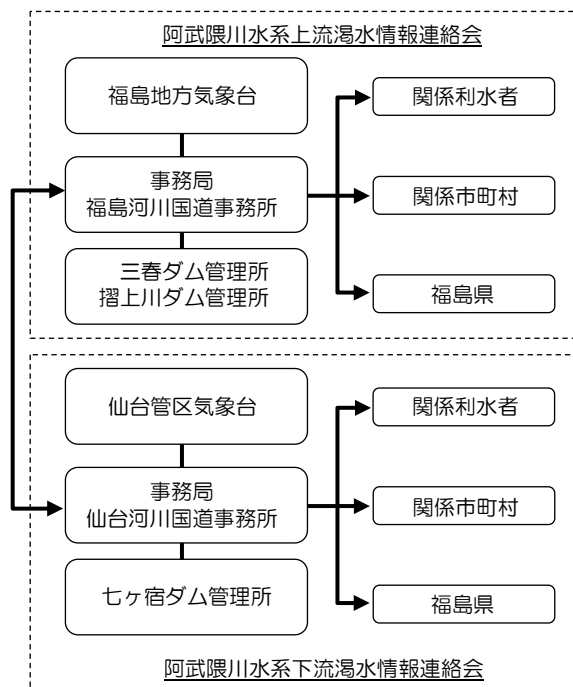 阿武隈川水系上流渇水情報連絡会
福島地方気象台
関係利水者
事務局
福島河川国道事務所
関係市町村
三春ダム管理所
摺上川ダム管理所
福島県
仙台管区気象台
関係利水者
事務局
仙台河川国道事務所
関係市町村
七ヶ宿ダム管理所
福島県
阿武隈川水系下流渇水情報連絡会